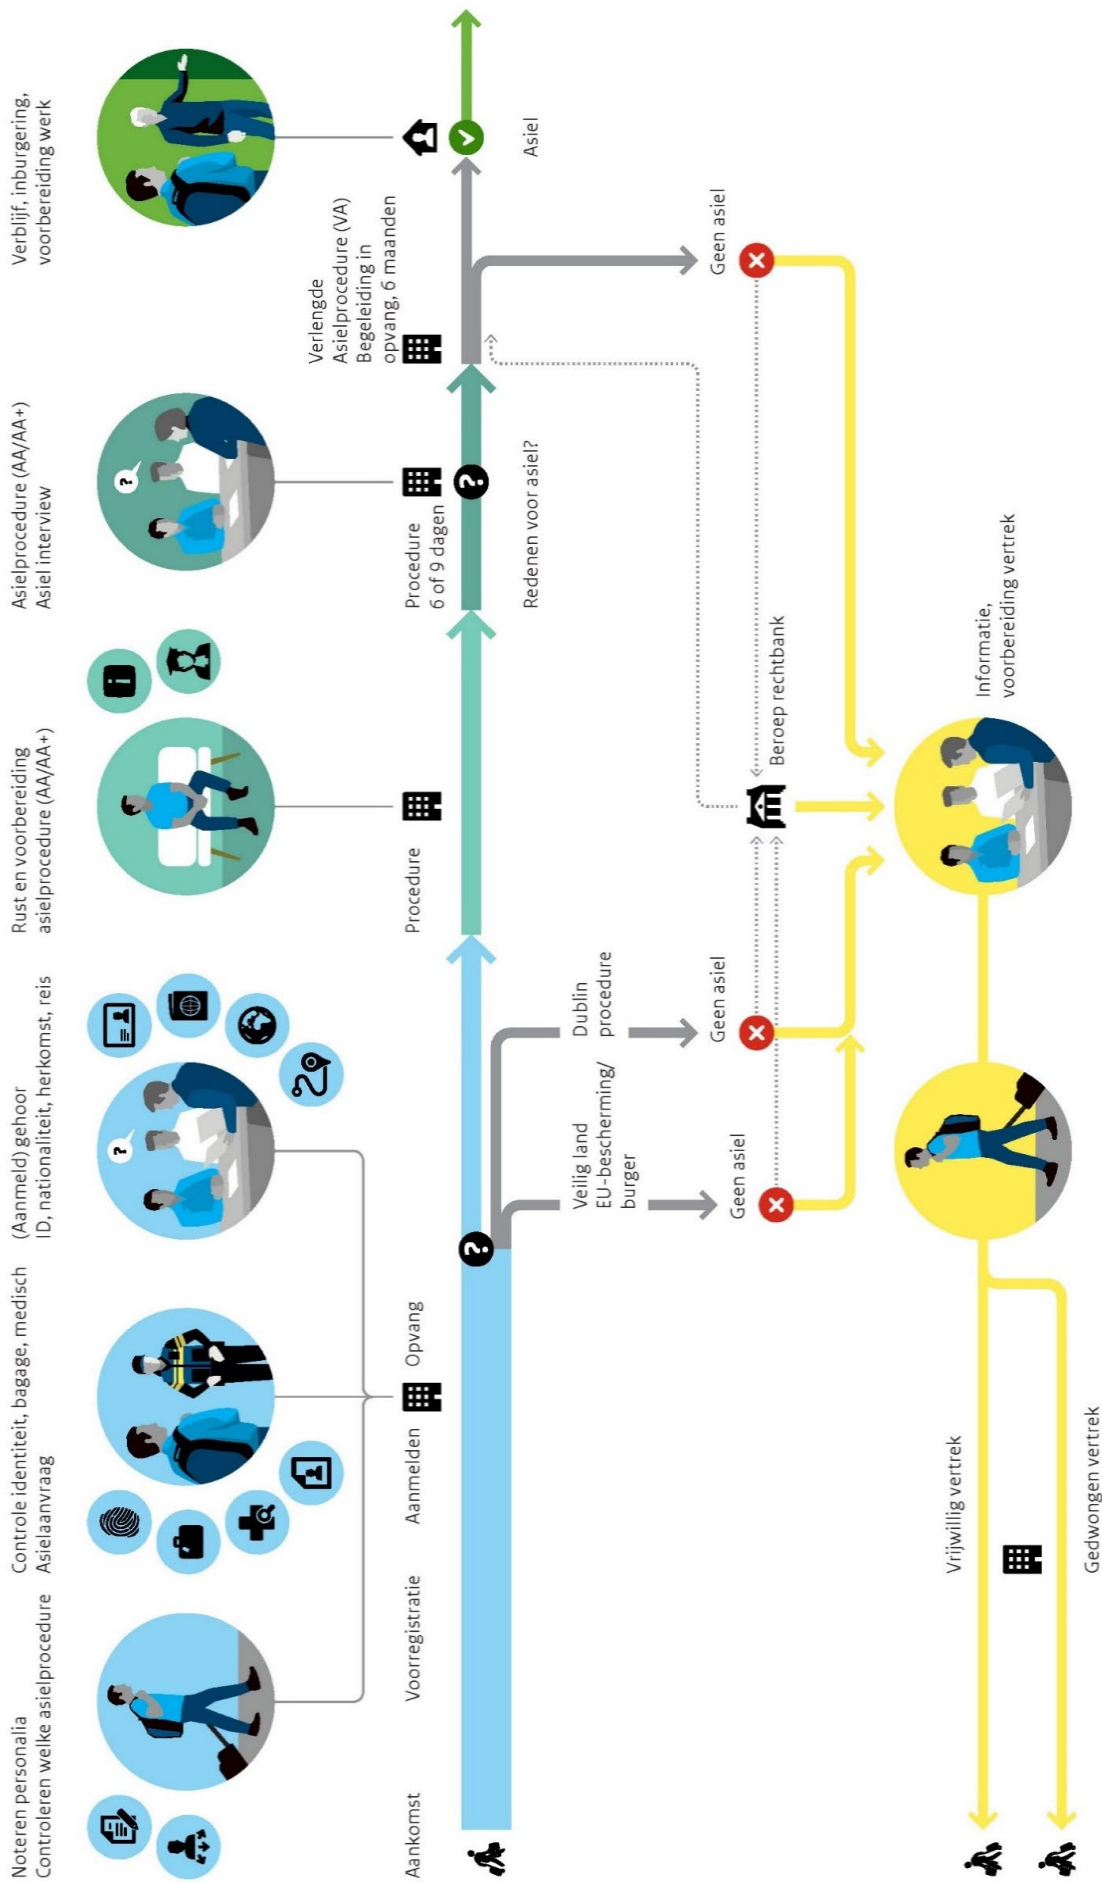 Noteren personalia
Controleren welke asielprocedure
Controle identiteit, bagage, medisch
Asielaanvraag
(Aanmeld) gehoor
ID, nationaliteit, herkomst, reis
Rust en voorbereiding
asielprocedure (AA/AA+)
Asielprocedure (AA/AA+)
Asiel interview
Verblijf, inburgering,
voorbereiding werk
Aankomst
Voorregistratie
Aanmelden
Opvang
Procedure
Procedure
6 of 9 dagen
Verlengde
Asielprocedure (VA)
Begeleiding in
opvang, 6 maanden
Redenen voor asiel?
Asiel
Veilig land
EU-bescherming/
burger
Dublin
procedure
Geen asiel
Geen asiel
Geen asiel
Beroep rechtbank
Informatie,
voorbereiding vertrek
Vrijwillig vertrek
Gedwongen vertrek